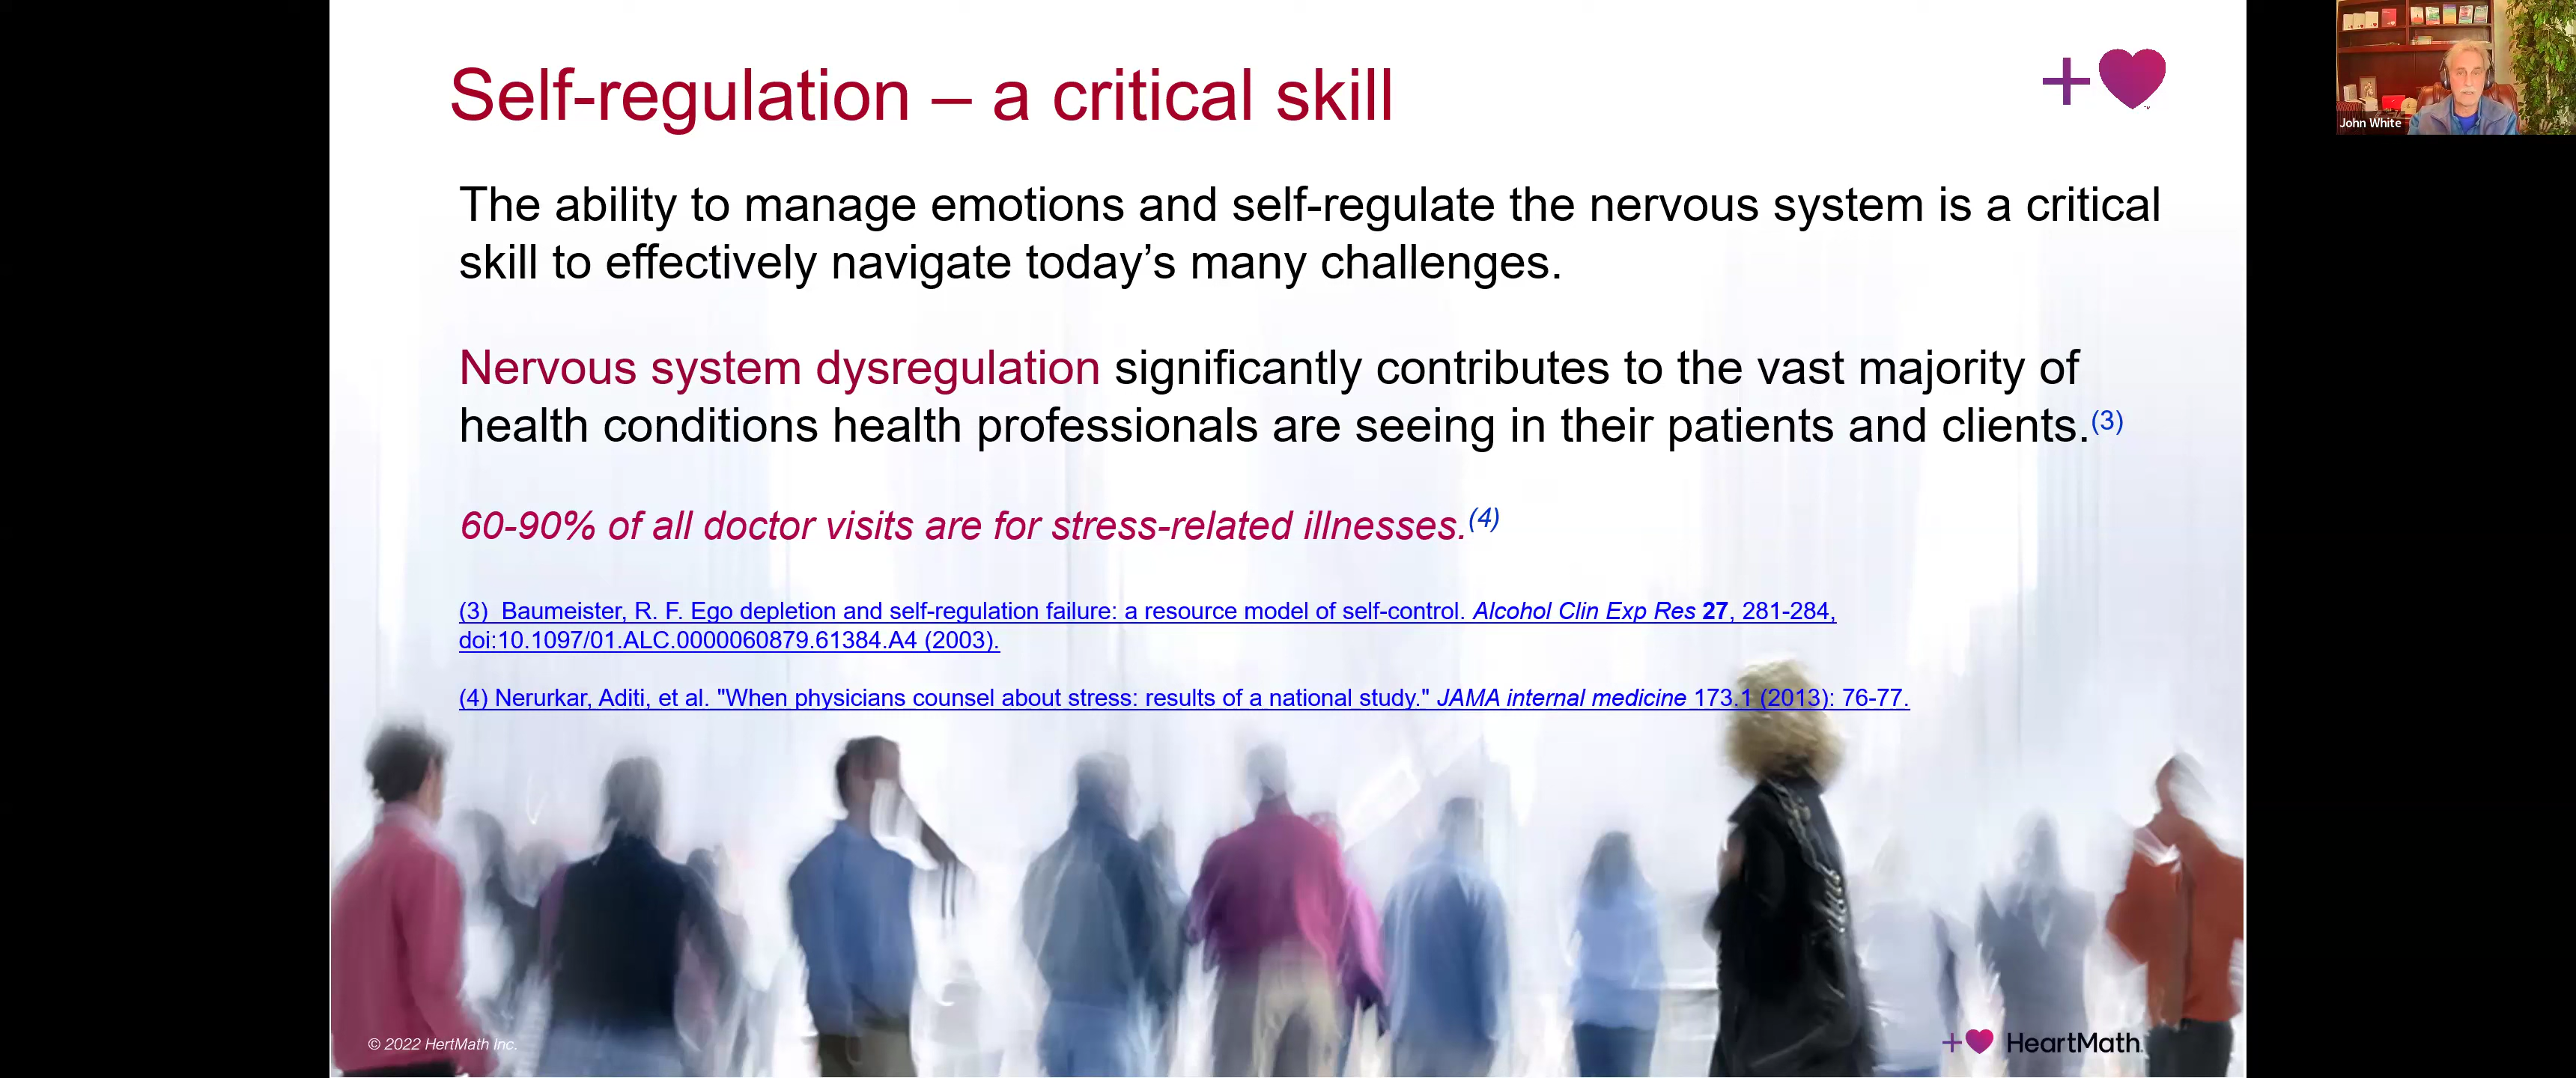 Self-regulation – a critical skill
The ability to manage emotions and self-regulate the nervous system is a critical
skill to effectively navigate today’s many challenges.
Nervous system dysregulation significantly contributes to the vast majority of
health conditions health professionals are seeing in their patients and clients.(3)
60-90% of all doctor visits are for stress-related illnesses.(4)
(3) Baumeister, R. F. Ego depletion and self-regulation failure: a resource model of self-control. Alcohol Clin Exp Res 27, 281-284,
doi:10.1097/01.ALC.0000060879.61384.A4 (2003).
(4) Nerurkar, Aditi, et al. "When physicians counsel about stress: results of a national study." JAMA internal medicine 173.1 (2013): 76-77.
© 2022 HertMath Inc.
HeartMath
John White